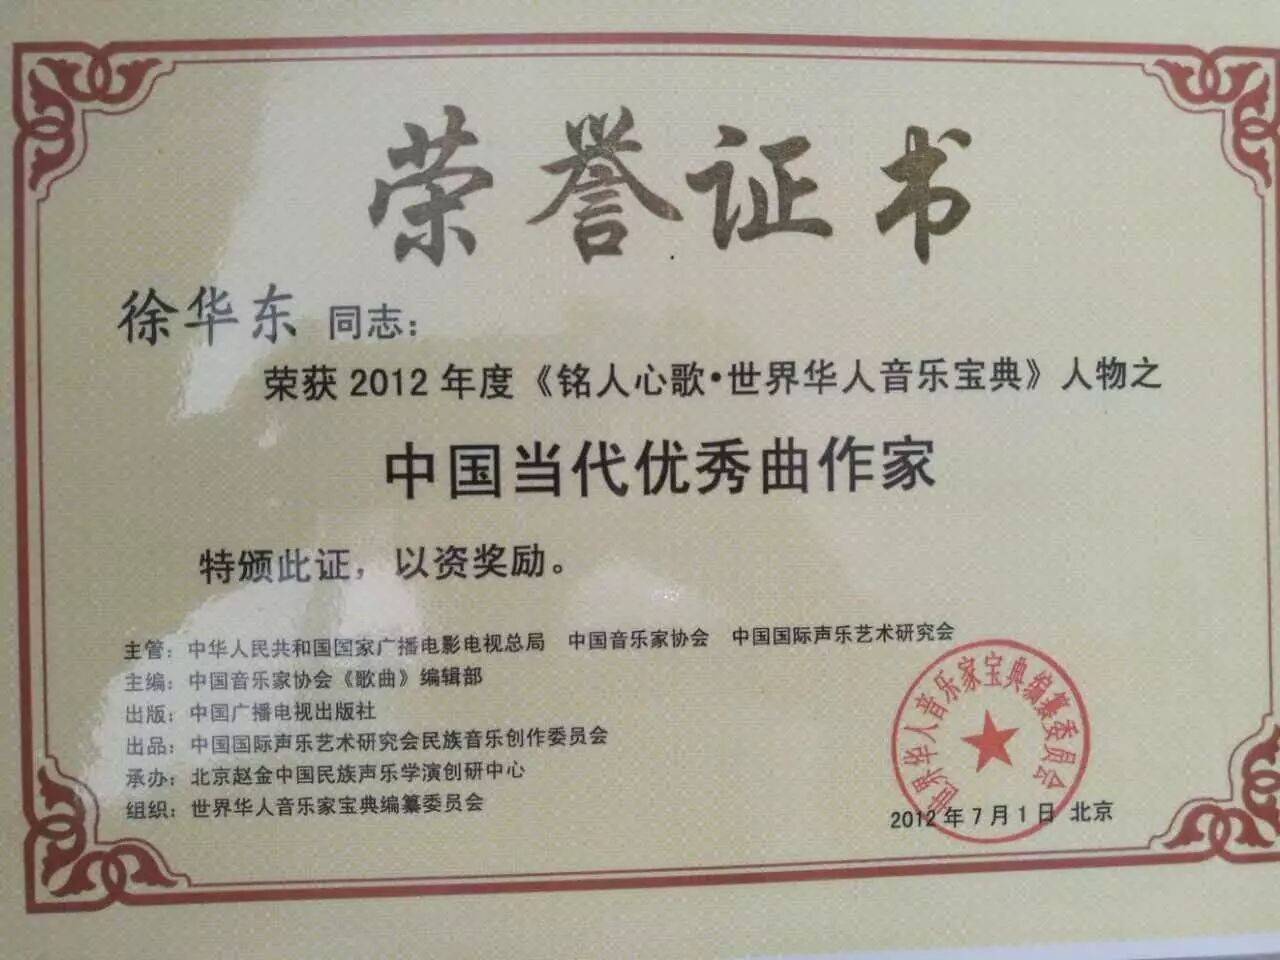 荣誉证书
徐华东 同志：
荣获 2012 年度《铭人心歌•世界华人音乐宝典》人物之
中国当代优秀曲作家
特颁此证，以资奖励。
主管：中华人民共和国国家广播电影电视总局 中国音乐家协会 中国国际声乐艺术研究会
主编：中国音乐家协会《歌曲》编辑部
出版：中国广播电视出版社
出品：中国国际声乐艺术研究会民族音乐创作委员会
承办：北京赵金中国民族声乐学演创研中心
组织：世界华人音乐家宝典编纂委员会
世界华人音乐家宝典编纂委员会
2012 年 7 月 1 日 北京